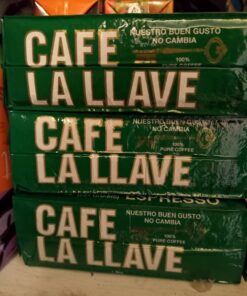 CAFE
NUESTRO BUEN GUSTO
NO CAMBIA
100%
PURE COFFEE
LA LLAVE
CAFE
NUESTRO BUEN GUSTO
NO CAMBIA
100%
PURE COFFEE
LA LLAVE
ESPRESSO
CAFE
NUESTRO BUEN GUSTO
NO CAMBIA
100%
PURE COFFEE
LA LLAVE